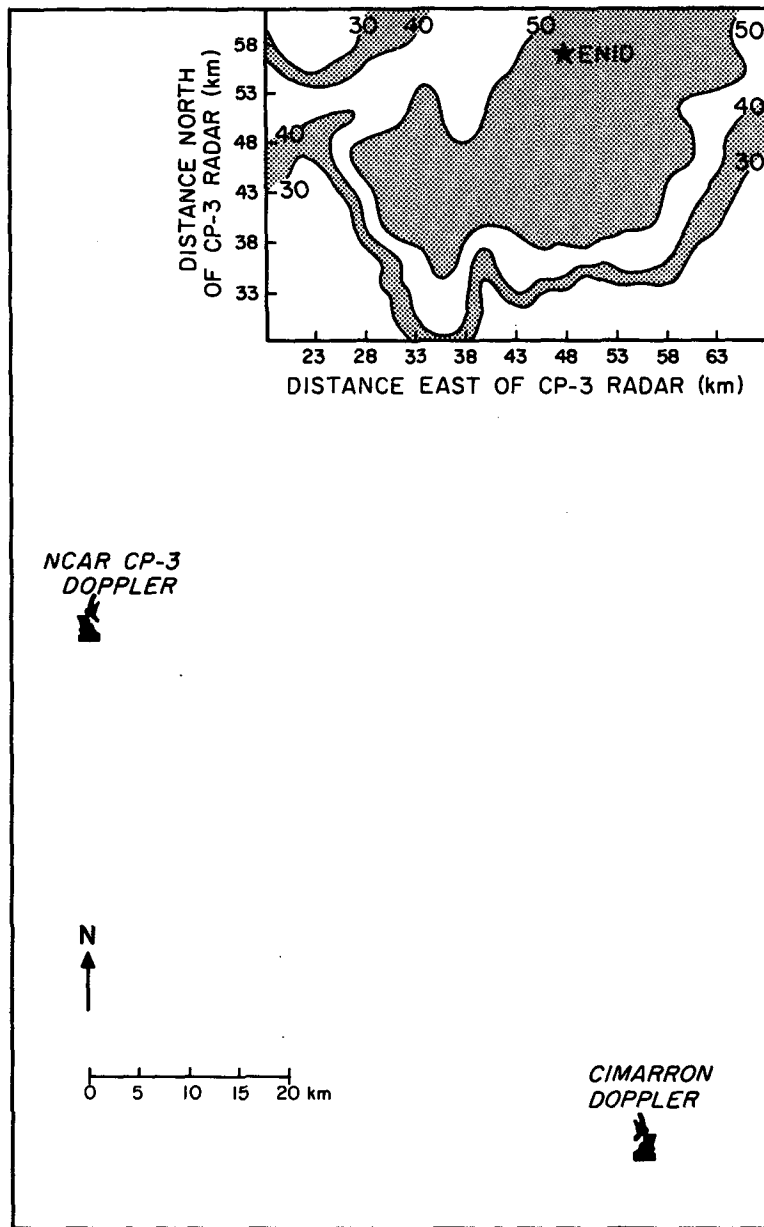 30 40 50 50
58
★ENID
53
40
48
40
30
43
30
38
33
DISTANCE NORTH
OF CP-3 RADAR (km)
23 28 33 38 43 48 53 58 63
DISTANCE EAST OF CP-3 RADAR (km)
NCAR CP-3
DOPPLER
N
0 5 10 15 20 km
CIMARRON
DOPPLER